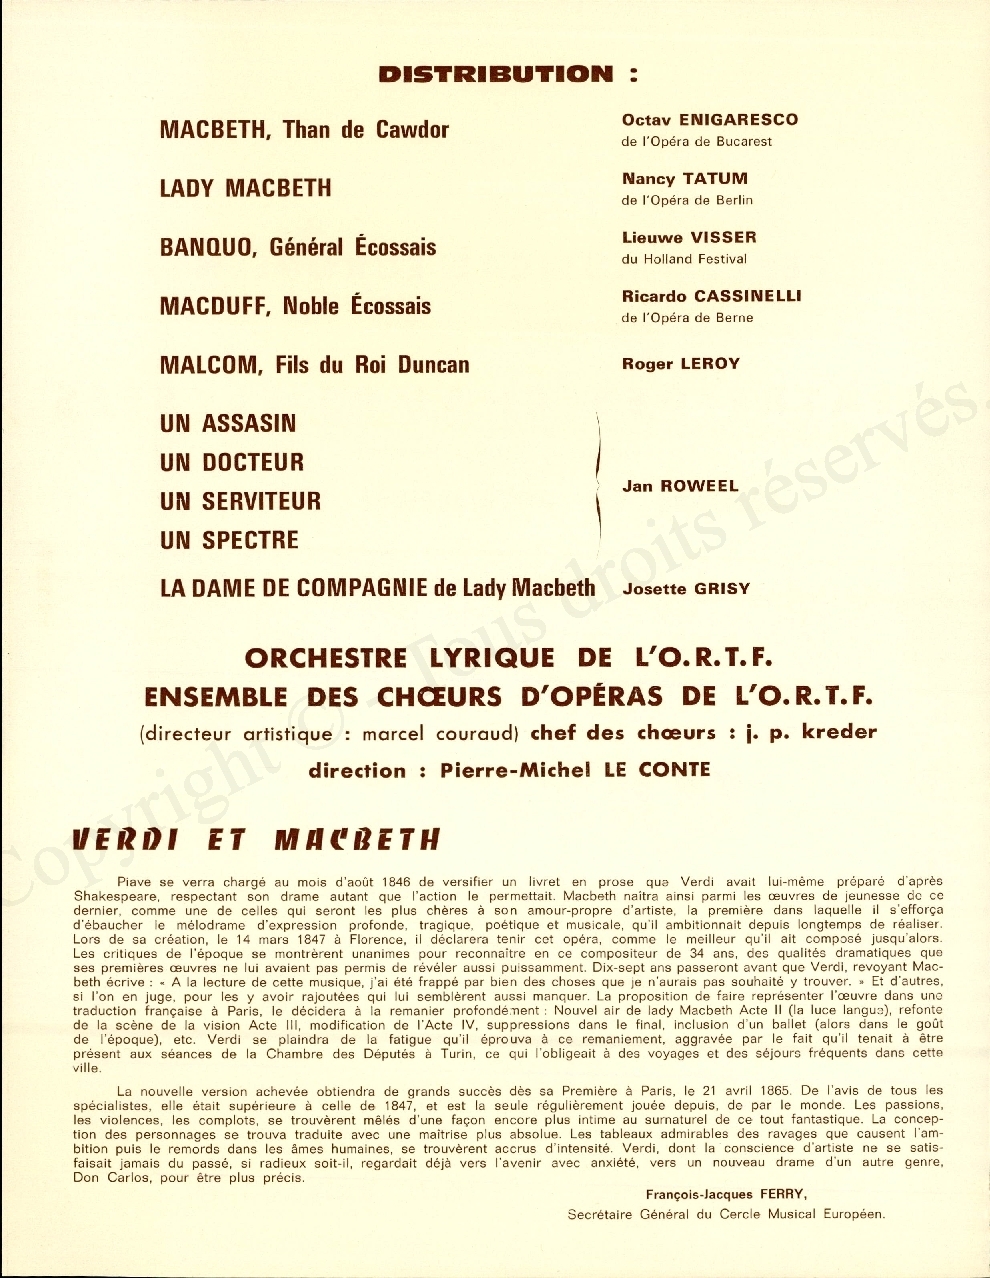 DISTRIBUTION :
MACBETH, Than de Cawdor
Octav ENIGARESCO
de l'Opéra de Bucarest
LADY MACBETH
Nancy TATUM
de l'Opéra de Berlin
BANQUO, Général Écossais
Lieuwe VISSER
du Holland Festival
MACDUFF, Noble Écossais
Ricardo CASSINELLI
de l'Opéra de Berne
MALCOM, Fils du Roi Duncan
Roger LEROY
UN ASSASIN
UN DOCTEUR
UN SERVITEUR
UN SPECTRE
Jan ROWEEL
LA DAME DE COMPAGNIE de Lady Macbeth
Josette GRISY
ORCHESTRE LYRIQUE DE L'O.R.T.F.
ENSEMBLE DES CHŒURS D'OPÉRAS DE L'O.R.T.F.
(directeur artistique : marcel couraud) chef des chœurs : j. p. kreder
direction : Pierre-Michel LE CONTE
VERDI ET MACBETH
Piave se verra chargé au mois d'août 1846 de versifier un livret en prose que Verdi avait lui-même préparé d'après
Shakespeare, respectant son drame autant que l'action le permettait. Macbeth naitra ainsi parmi les œuvres de jeunesse de ce
dernier, comme une de celles qui seront les plus chères à son amour-propre d'artiste, la première dans laquelle il s'efforça
d'ébaucher le mélodrame d'expression profonde, tragique, poétique et musicale, qu'il ambitionnait depuis longtemps de réaliser.
Lors de sa création, le 14 mars 1847 à Florence, il déclarera tenir cet opéra, comme le meilleur qu'il ait composé jusqu'alors.
Les critiques de l'époque se montrèrent unanimes pour reconnaître en ce compositeur de 34 ans, des qualités dramatiques que
ses premières œuvres ne lui avaient pas permis de révéler aussi puissamment. Dix-sept ans passeront avant que Verdi, revoyant Mac-
beth écrive : « A la lecture de cette musique, j'ai été frappé par bien des choses que je n'aurais pas souhaité y trouver. » Et d'autres,
si l'on en juge, pour les y avoir rajoutées qui lui semblèrent aussi manquer. La proposition de faire représenter l'œuvre dans une
traduction française à Paris, le décidera à la remanier profondément : Nouvel air de lady Macbeth Acte II (la luce langue), refonte
de la scène de la vision Acte III, modification de l'Acte IV, suppressions dans le final, inclusion d'un ballet (alors dans le goût
de l'époque), etc. Verdi se plaindra de la fatigue qu'il éprouva à ce remaniement, aggravée par le fait qu'il tenait à être
présent aux séances de la Chambre des Députés à Turin, ce qui l'obligeait à des voyages et des séjours fréquents dans cette
ville.
La nouvelle version achevée obtiendra de grands succès dès sa Première à Paris, le 21 avril 1865. De l'avis de tous les
spécialistes, elle était supérieure à celle de 1847, et est la seule régulièrement jouée depuis, de par le monde. Les passions,
les violences, les complots, se trouvèrent mêlés d'une façon encore plus intime au surnaturel de ce tout fantastique. La concep-
tion des personnages se trouva traduite avec une maîtrise plus absolue. Les tableaux admirables des ravages que causent l'am-
bition puis le remords dans les âmes humaines, se trouvèrent accrus d'intensité. Verdi, dont la conscience d'artiste ne se satis-
faisait jamais du passé, si radieux soit-il, regardait déjà vers l'avenir avec anxiété, vers un nouveau drame d'un autre genre,
Don Carlos, pour être plus précis.
François-Jacques FERRY,
Secrétaire Général du Cercle Musical Européen.
Copyright © - Tous droits réservés.